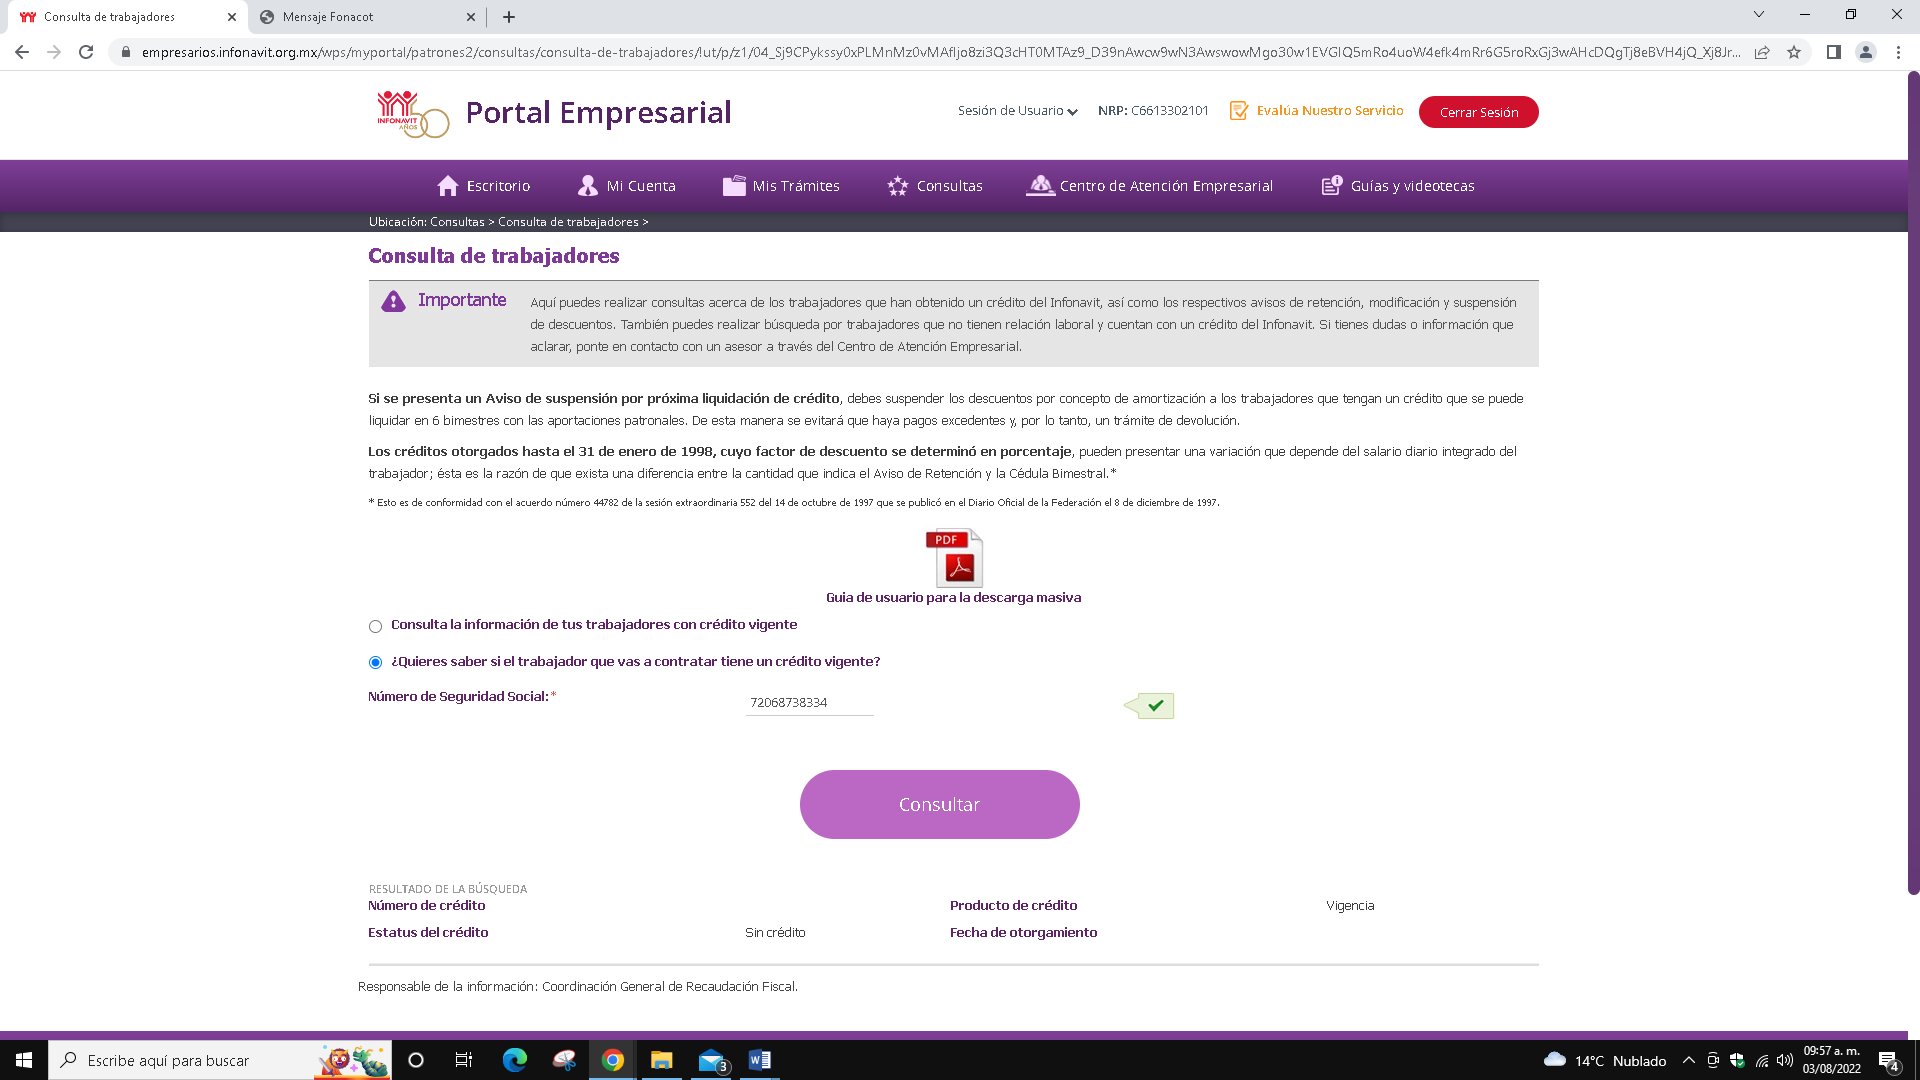 Consulta de trabajadores
Mensaje Fonacot
empresarios.infonavit.org.mx/wps/myportal/patrones2/consultas/consulta-de-trabajadores/!ut/p/z1/
INFONAVIT
AÑOS
Portal Empresarial
Sesión de Usuario
NRP: C6613302101
Evalúa Nuestro Servicio
Cerrar Sesión
Escritorio
Mi Cuenta
Mis Trámites
Consultas
Centro de Atención Empresarial
Guías y videotecas
Ubicación: Consultas > Consulta de trabajadores >
Consulta de trabajadores
Importante
Aquí puedes realizar consultas acerca de los trabajadores que han obtenido un crédito del Infonavit, así como los respectivos avisos de retención, modificación y suspensión
de descuentos. También puedes realizar búsqueda por trabajadores que no tienen relación laboral y cuentan con un crédito del Infonavit. Si tienes dudas o información que
aclarar, ponte en contacto con un asesor a través del Centro de Atención Empresarial.
Si se presenta un Aviso de suspensión por próxima liquidación de crédito, debes suspender los descuentos por concepto de amortización a los trabajadores que tengan un crédito que se puede
liquidar en 6 bimestres con las aportaciones patronales. De esta manera se evitará que haya pagos excedentes y, por lo tanto, un trámite de devolución.
Los créditos otorgados hasta el 31 de enero de 1998, cuyo factor de descuento se determinó en porcentaje, pueden presentar una variación que depende del salario diario integrado del
trabajador; ésta es la razón de que exista una diferencia entre la cantidad que indica el Aviso de Retención y la Cédula Bimestral.*
* Esto es de conformidad con el acuerdo número 44782 de la sesión extraordinaria 552 del 14 de octubre de 1997 que se publicó en el Diario Oficial de la Federación el 8 de diciembre de 1997.
PDF
Guia de usuario para la descarga masiva
Consulta la información de tus trabajadores con crédito vigente
¿Quieres saber si el trabajador que vas a contratar tiene un crédito vigente?
Número de Seguridad Social:*
72068738334
Consultar
RESULTADO DE LA BÚSQUEDA
Número de crédito
Producto de crédito
Vigencia
Estatus del crédito
Sin crédito
Fecha de otorgamiento
Responsable de la información: Coordinación General de Recaudación Fiscal.
Escribe aquí para buscar
3
14°C Nublado
09:57 a. m.
03/08/2022
4